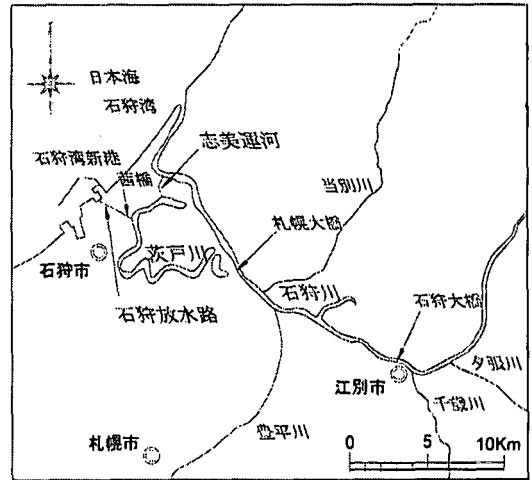 日本海
石狩湾
志美運河
石狩湾新港
茜橋
当別川
札幌大橋
石狩市
茨戸川
石狩川
石狩大橋
石狩放水路
夕張川
江別市
千歳川
札幌市
豊平川
0 5 10Km